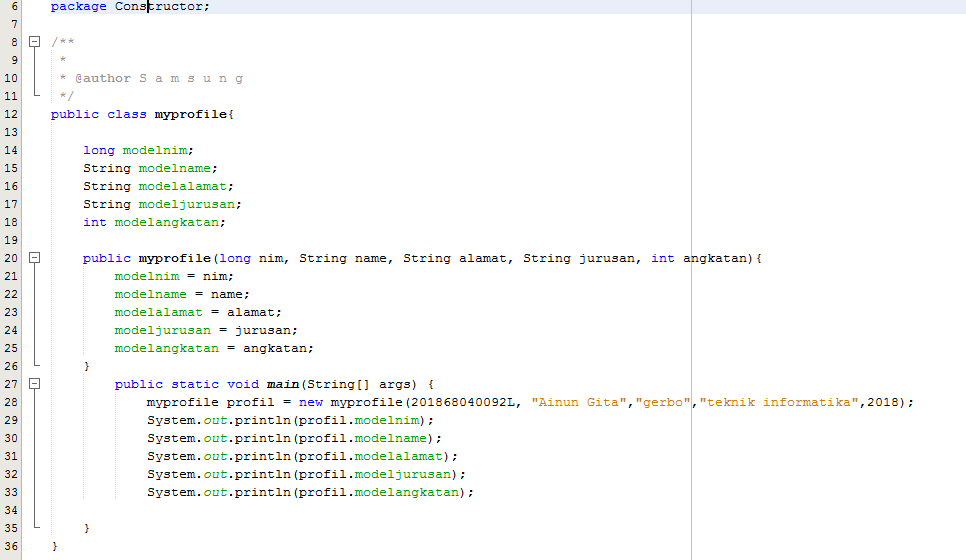 6 package Constructor;
7
8 /**
9 *
10 * @author S a m s u n g
11 */
12 public class myprofile{
13
14 long modelnim;
15 String modelname;
16 String modelalamat;
17 String modeljurusan;
18 int modelangkatan;
19
20 public myprofile(long nim, String name, String alamat, String jurusan, int angkatan){
21 modelnim = nim;
22 modelname = name;
23 modelalamat = alamat;
24 modeljurusan = jurusan;
25 modelangkatan = angkatan;
26 }
27 public static void main(String[] args) {
28 myprofile profil = new myprofile(201868040092L, "Ainun Gita","gerbo","teknik informatika",2018);
29 System.out.println(profil.modelnim);
30 System.out.println(profil.modelname);
31 System.out.println(profil.modelalamat);
32 System.out.println(profil.modeljurusan);
33 System.out.println(profil.modelangkatan);
34
35 }
36 }